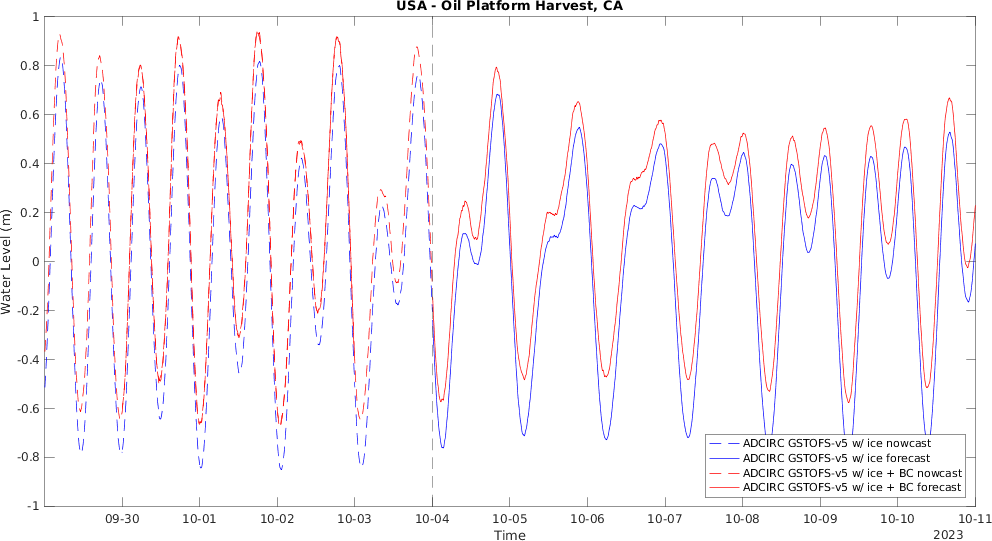 USA - Oil Platform Harvest, CA
Water Level (m)
1
0.8
0.6
0.4
0.2
0
-0.2
-0.4
-0.6
-0.8
-1
ADCIRC GSTOFS-v5 w/ ice nowcast
ADCIRC GSTOFS-v5 w/ ice forecast
ADCIRC GSTOFS-v5 w/ ice + BC nowcast
ADCIRC GSTOFS-v5 w/ ice + BC forecast
09-30 10-01 10-02 10-03 10-04 10-05 10-06 10-07 10-08 10-09 10-10 10-11
Time
2023